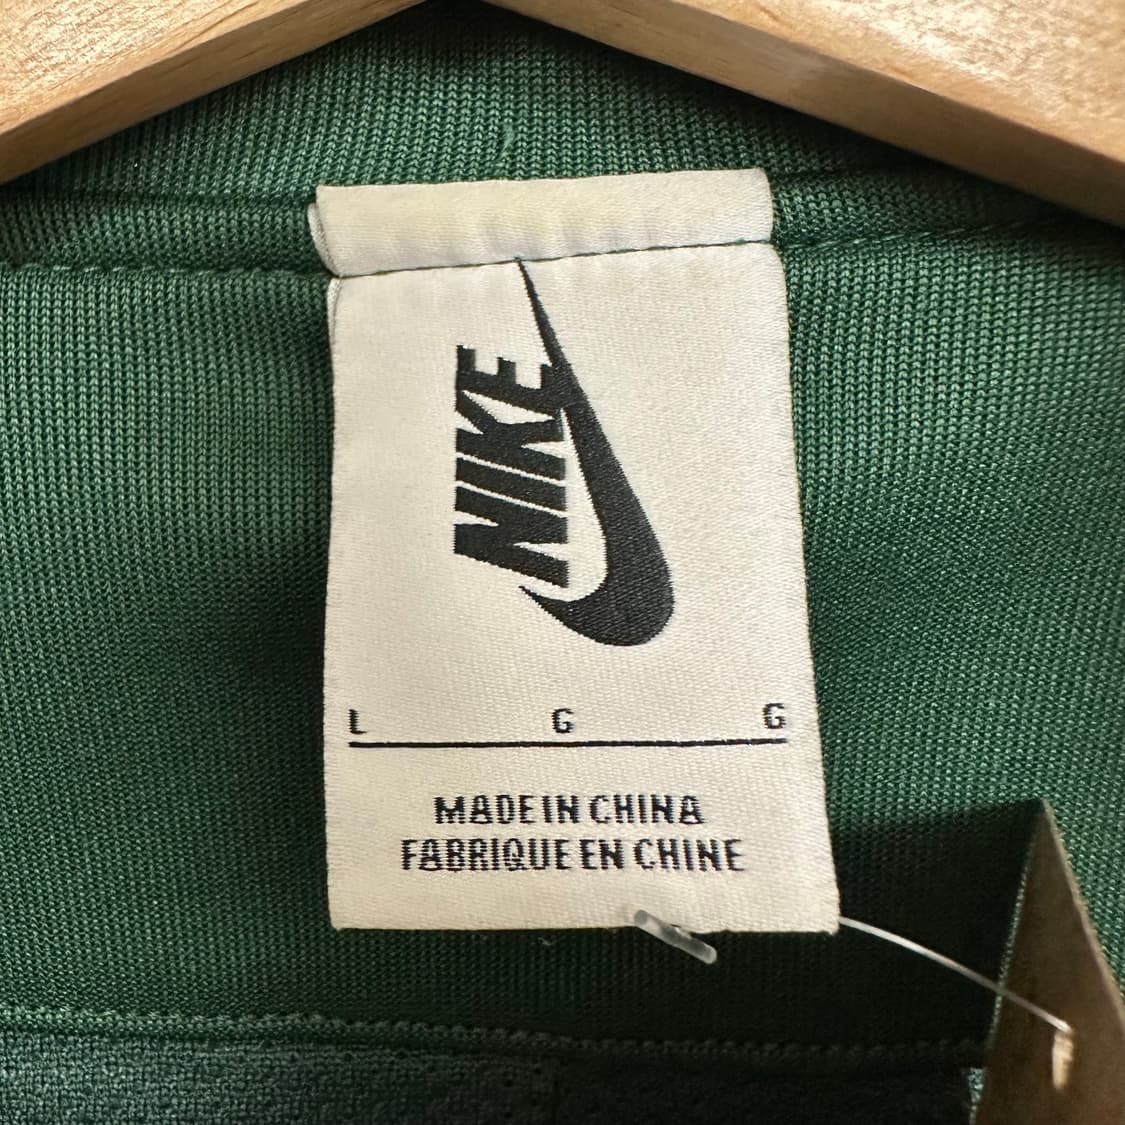 NIKE
L G G
MADE IN CHINA
FABRIQUE EN CHINE